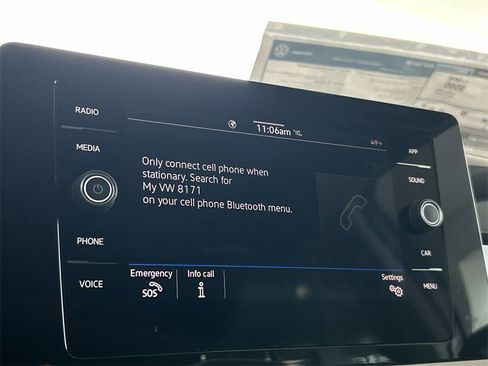 RADIO
MEDIA
PHONE
VOICE
11:06am
Only connect cell phone when
stationary. Search for
My VW 8171
on your cell phone Bluetooth menu.
Emergency
SOS
Info call
Settings
APP
SOUND
CAR
MENU